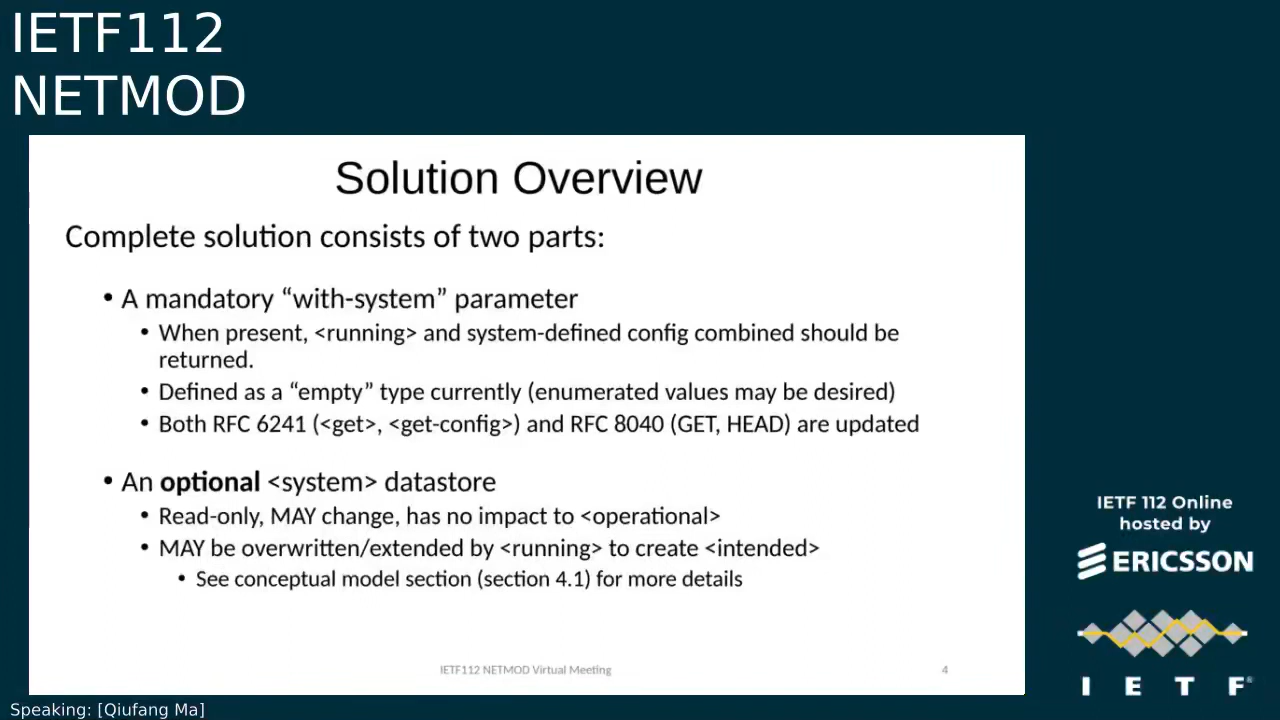 IETF112
NETMOD
Solution Overview
Complete solution consists of two parts:
• A mandatory “with-system” parameter
• When present, <running> and system-defined config combined should be
returned.
• Defined as a “empty” type currently (enumerated values may be desired)
• Both RFC 6241 (<get>, <get-config>) and RFC 8040 (GET, HEAD) are updated
• An optional <system> datastore
• Read-only, MAY change, has no impact to <operational>
• MAY be overwritten/extended by <running> to create <intended>
• See conceptual model section (section 4.1) for more details
IETF112 NETMOD Virtual Meeting 4
IETF 112 Online
hosted by
ERICSSON
I E T F®
Speaking: [Qiufang Ma]